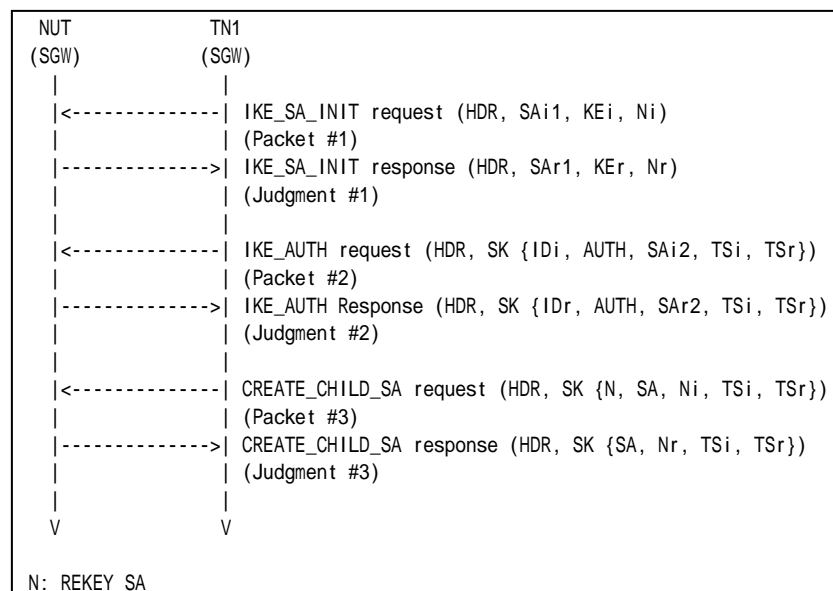 NUT TN1
(SGW) (SGW)
| |
|<--------------| IKE_SA_INIT request (HDR, SAi1, KEi, Ni)
| | (Packet #1)
|-------------->| IKE_SA_INIT response (HDR, SAr1, KEr, Nr)
| | (Judgment #1)
| |
|<--------------| IKE_AUTH request (HDR, SK {IDi, AUTH, SAi2, TSi, TSr})
| | (Packet #2)
|-------------->| IKE_AUTH Response (HDR, SK {IDr, AUTH, SAr2, TSi, TSr})
| | (Judgment #2)
| |
|<--------------| CREATE_CHILD_SA request (HDR, SK {N, SA, Ni, TSi, TSr})
| | (Packet #3)
|-------------->| CREATE_CHILD_SA response (HDR, SK {SA, Nr, TSi, TSr})
| | (Judgment #3)
| |
V V
N: REKEY SA